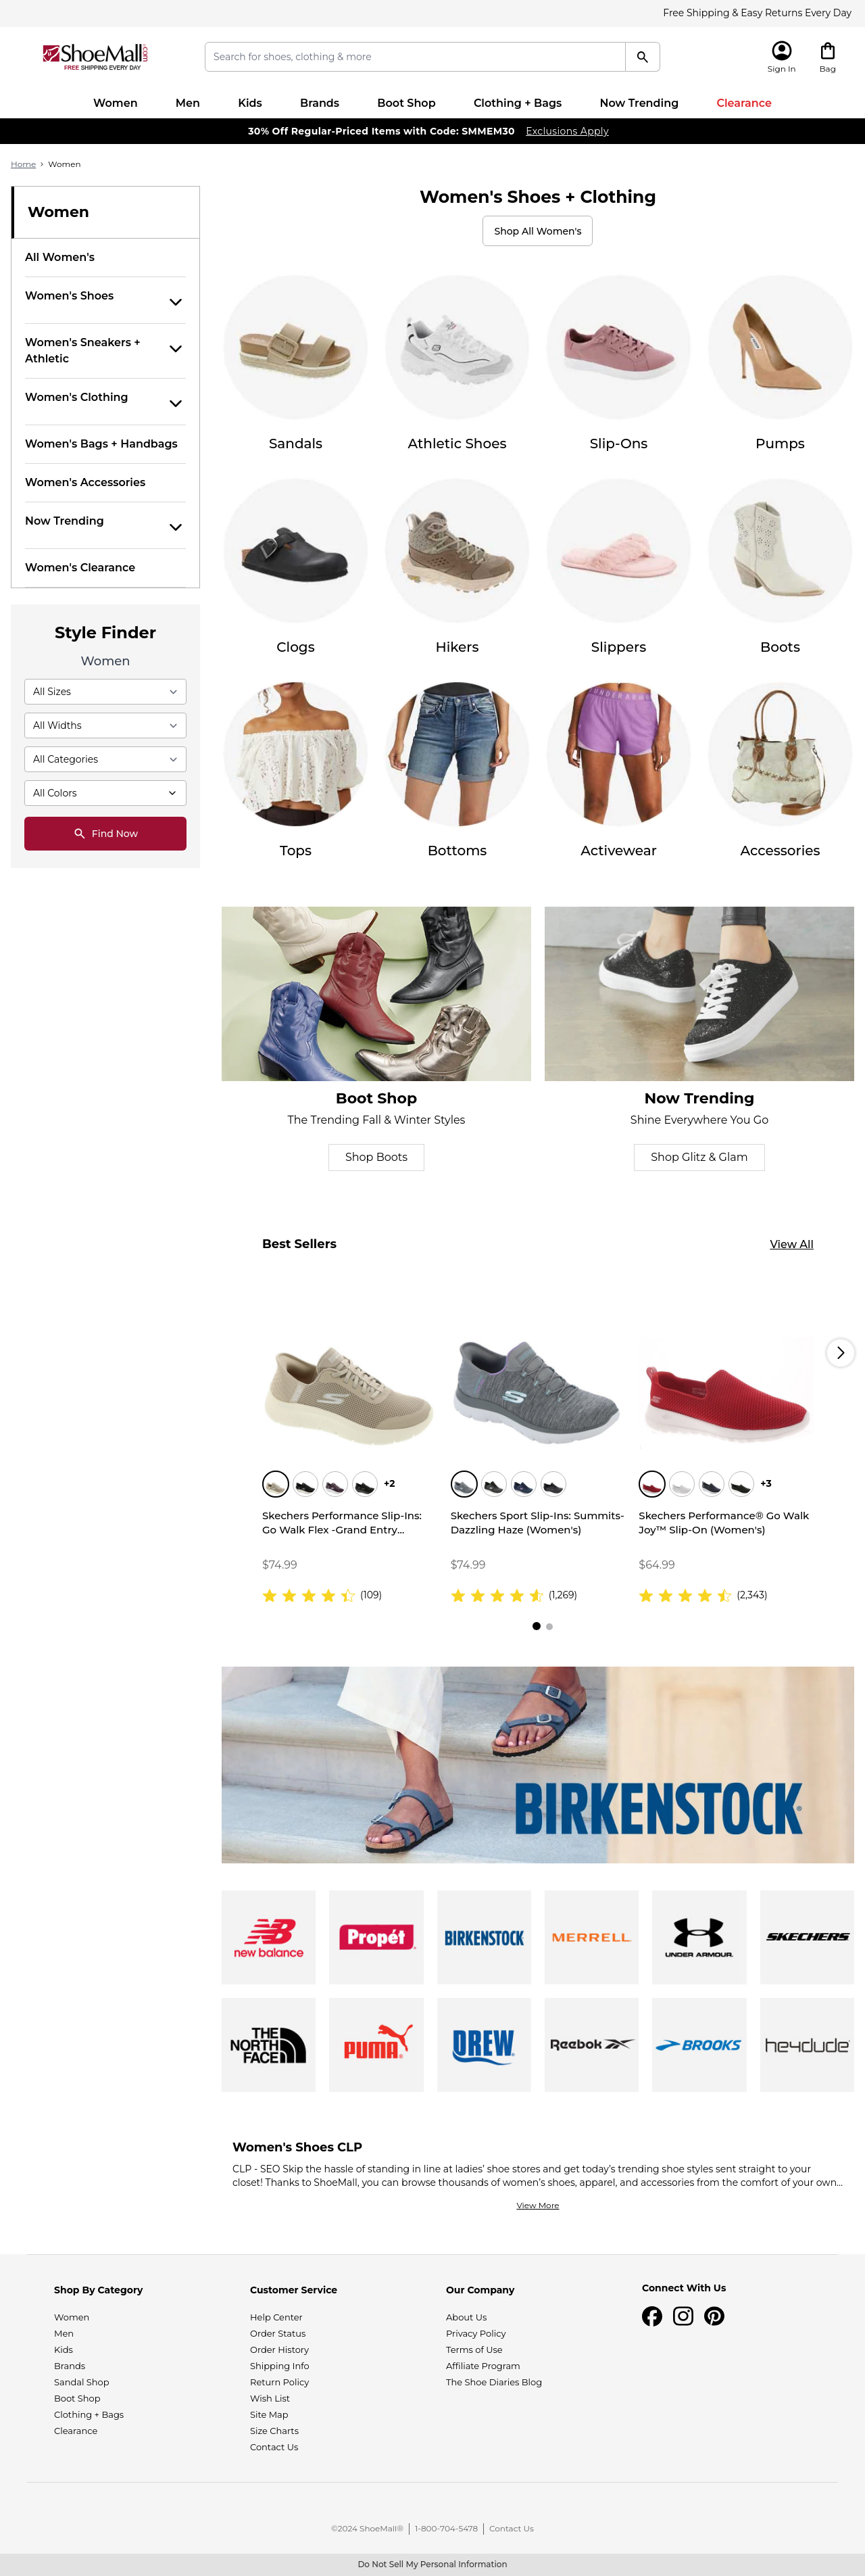 Free Shipping & Easy Returns Every Day
ShoeMall.com
FREE SHIPPING EVERY DAY
Search for shoes, clothing & more
Sign In
Bag
Women
Men
Kids
Brands
Boot Shop
Clothing + Bags
Now Trending
Clearance
30% Off Regular-Priced Items with Code: SMMEM30 Exclusions Apply
Home › Women
Women
All Women's
Women's Shoes
Women's Sneakers +
Athletic
Women's Clothing
Women's Bags + Handbags
Women's Accessories
Now Trending
Women's Clearance
Style Finder
Women
All Sizes
All Widths
All Categories
All Colors
Find Now
Women's Shoes + Clothing
Shop All Women's
Sandals
Athletic Shoes
Slip-Ons
Pumps
Clogs
Hikers
Slippers
Boots
UNDER ARMOUR
Tops
Bottoms
Activewear
Accessories
Boot Shop
The Trending Fall & Winter Styles
Shop Boots
Now Trending
Shine Everywhere You Go
Shop Glitz & Glam
Best Sellers
View All
+2
Skechers Performance Slip-Ins:
Go Walk Flex -Grand Entry...
$74.99
(109)
Skechers Sport Slip-Ins: Summits-
Dazzling Haze (Women's)
$74.99
(1,269)
+3
Skechers Performance® Go Walk
Joy™ Slip-On (Women's)
$64.99
(2,343)
BIRKENSTOCK®
new balance
Propét
BIRKENSTOCK
MERRELL
UNDER ARMOUR
SKECHERS
THE
NORTH
FACE
PUMA
DREW
Reebok
BROOKS
heydude
Women's Shoes CLP
CLP - SEO Skip the hassle of standing in line at ladies’ shoe stores and get today’s trending shoe styles sent straight to your
closet! Thanks to ShoeMall, you can browse thousands of women’s shoes, apparel, and accessories from the comfort of your own...
View More
Shop By Category
Women
Men
Kids
Brands
Sandal Shop
Boot Shop
Clothing + Bags
Clearance
Customer Service
Help Center
Order Status
Order History
Shipping Info
Return Policy
Wish List
Site Map
Size Charts
Contact Us
Our Company
About Us
Privacy Policy
Terms of Use
Affiliate Program
The Shoe Diaries Blog
Connect With Us
©2024 ShoeMall® | 1-800-704-5478 | Contact Us
Do Not Sell My Personal Information